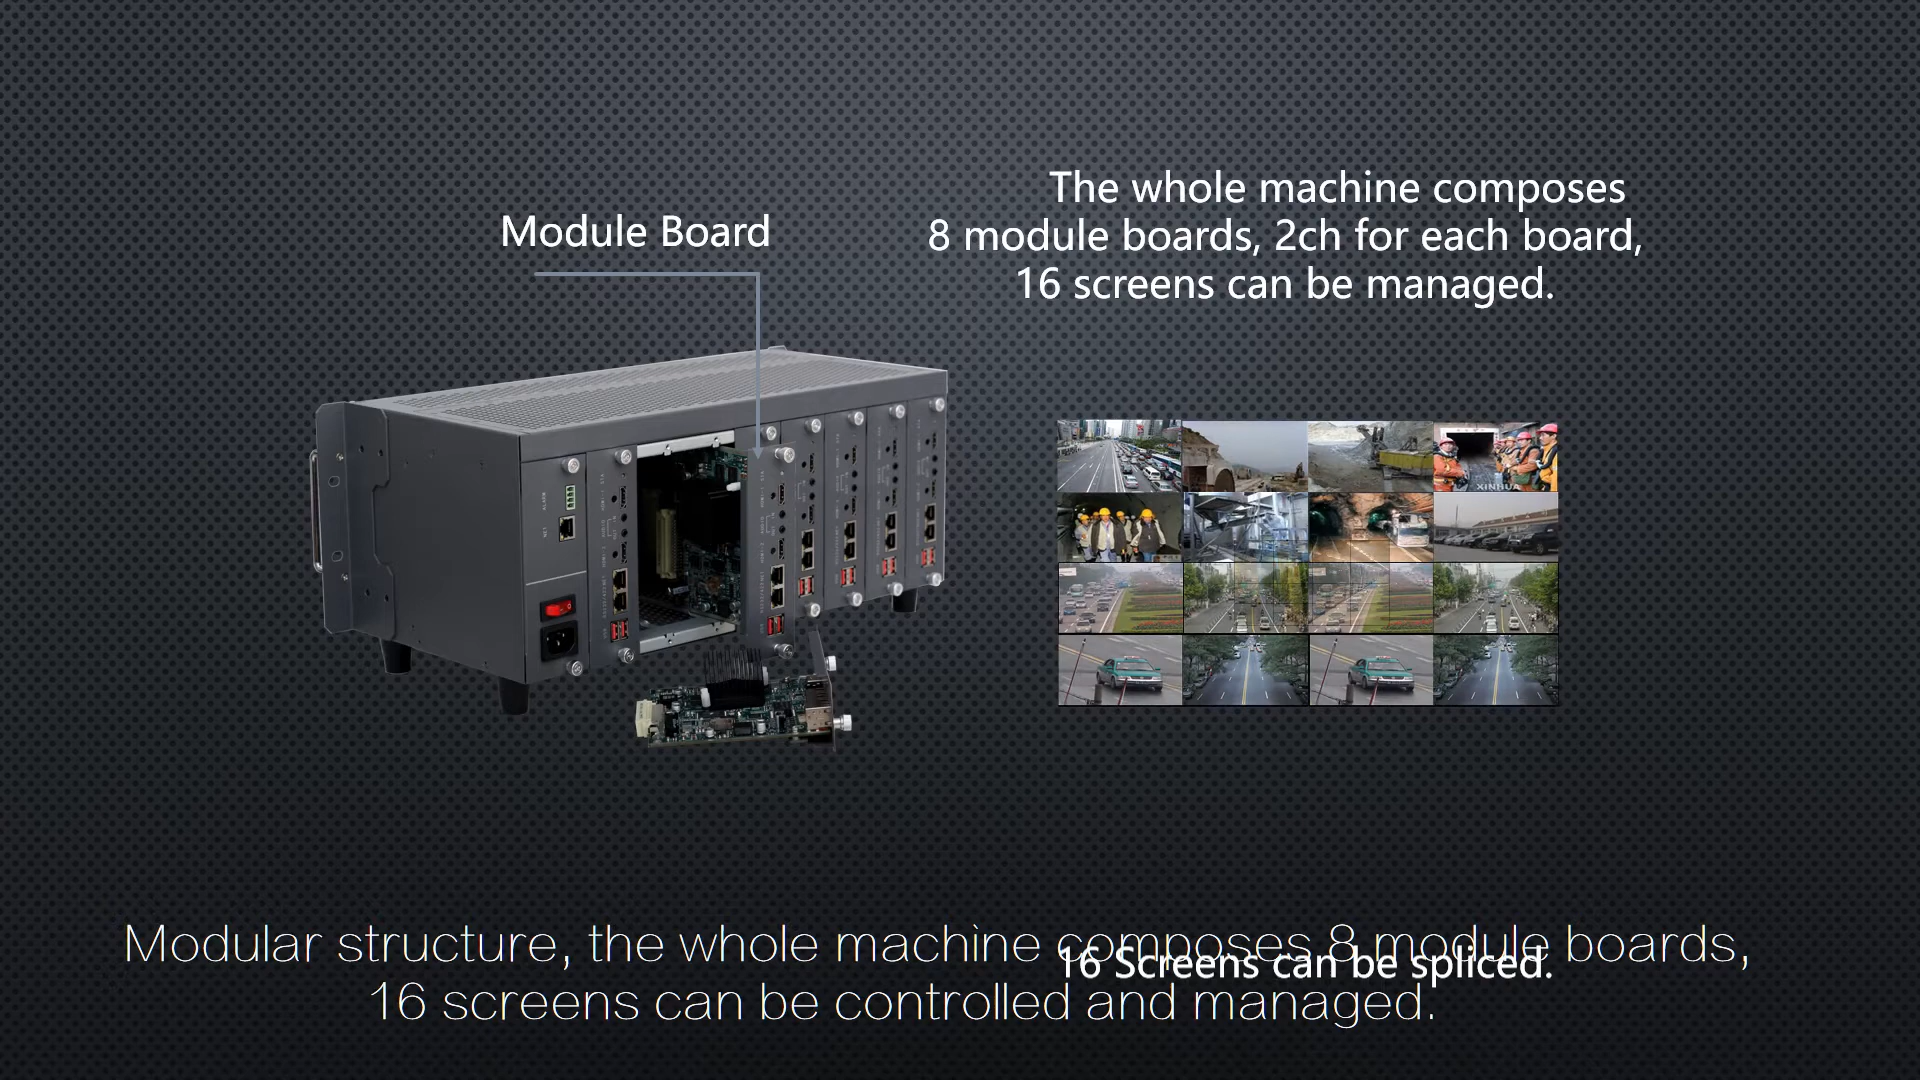 The whole machine composes
Module Board
8 module boards, 2ch for each board,
16 screens can be managed.
ALARM
XINHUA
Modular structure, the whole machine composes 8 module boards,
16 Screens can be spliced.
16 screens can be controlled and managed.